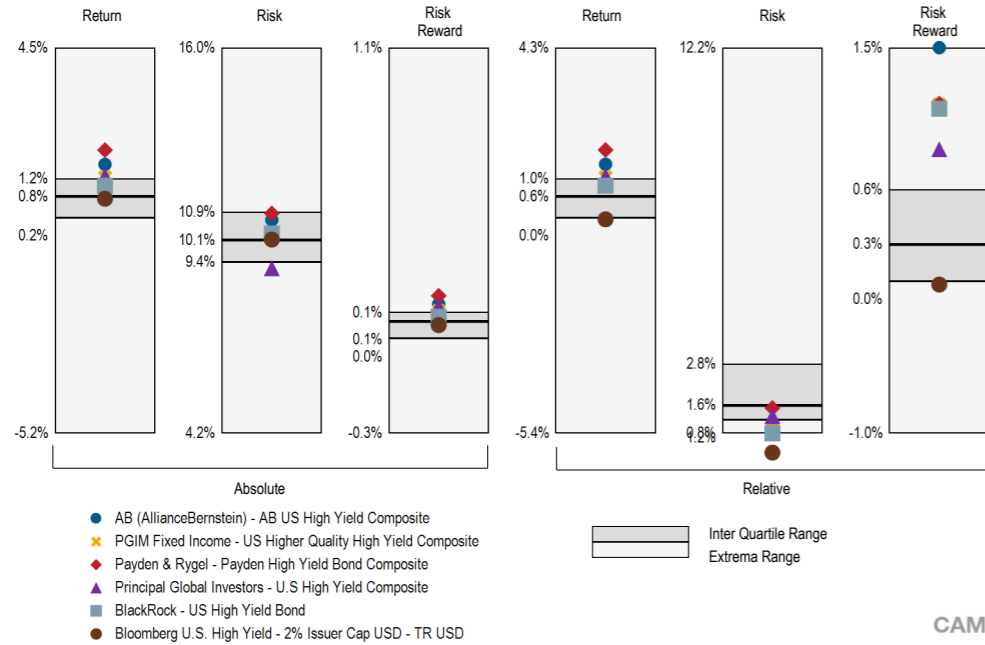 Return
Risk
Risk
Reward
Return
Risk
Risk
Reward
4.5%
1.2%
0.8%
0.2%
-5.2%
16.0%
10.9%
10.1%
9.4%
4.2%
1.1%
0.1%
0.1%
0.0%
-0.3%
4.3%
1.0%
0.6%
0.0%
-5.4%
12.2%
2.8%
1.6%
0.8%
1.2%
1.5%
0.6%
0.3%
0.0%
-1.0%
Absolute
Relative
AB (AllianceBernstein) - AB US High Yield Composite
PGIM Fixed Income - US Higher Quality High Yield Composite
Payden & Rygel - Payden High Yield Bond Composite
Principal Global Investors - U.S High Yield Composite
BlackRock - US High Yield Bond
Bloomberg U.S. High Yield - 2% Issuer Cap USD - TR USD
Inter Quartile Range
Extrema Range
CAM